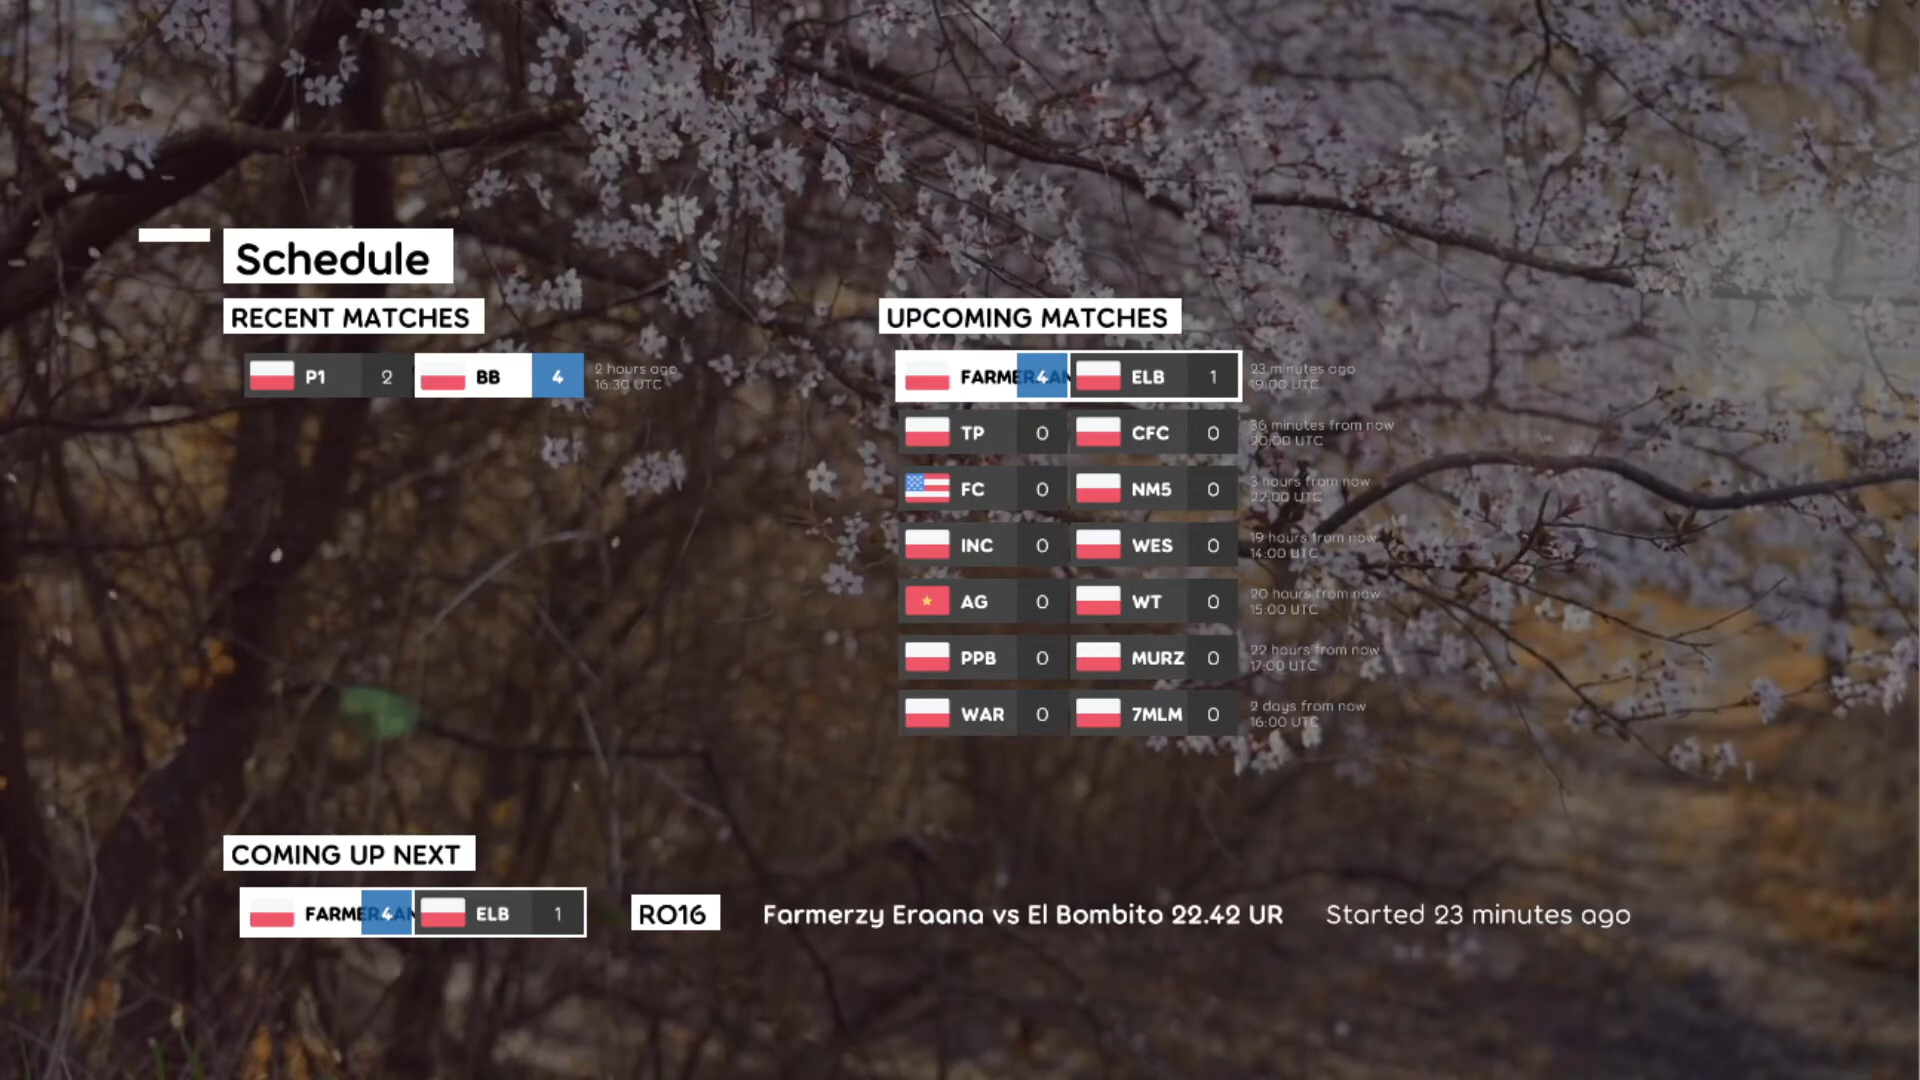 Schedule
RECENT MATCHES
P1 2 BB 4 2 hours ago
16:30 UTC
UPCOMING MATCHES
4 ELB 1 23 minutes ago
19:00 UTC
TP 0 CFC 0 36 minutes from now
20:00 UTC
FC 0 NM5 0 3 hours from now
22:00 UTC
INC 0 WES 0 19 hours from now
14:00 UTC
AG 0 WT 0 20 hours from now
15:00 UTC
PPB 0 MURZ 0 22 hours from now
17:00 UTC
WAR 0 7MLM 0 2 days from now
16:00 UTC
COMING UP NEXT
4 ELB 1 RO16 Farmerzy Eraana vs El Bombito 22.42 UR Started 23 minutes ago